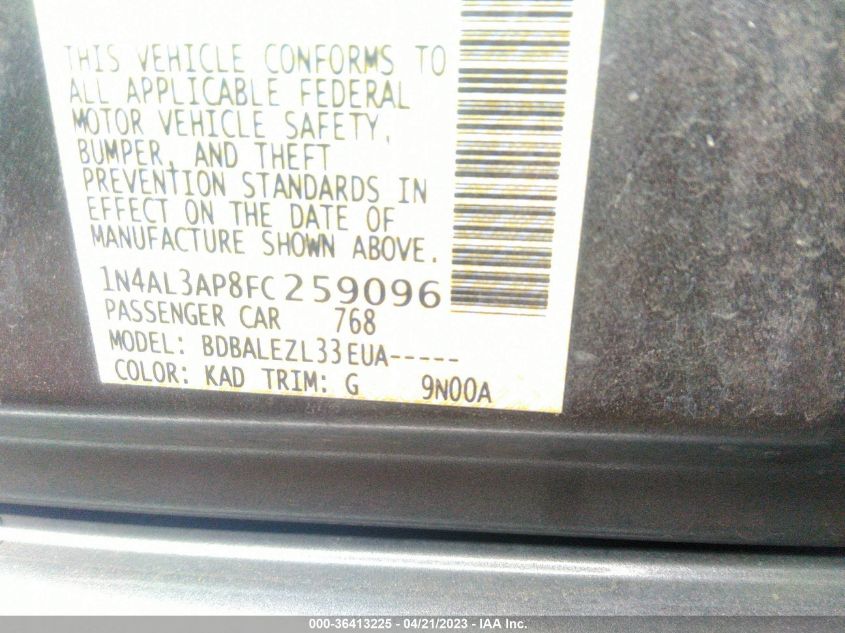 THIS VEHICLE CONFORMS TO
ALL APPLICABLE FEDERAL
MOTOR VEHICLE SAFETY,
BUMPER, AND THEFT
PREVENTION STANDARDS IN
EFFECT ON THE DATE OF
MANUFACTURE SHOWN ABOVE.
1N4AL3AP8FC259096
PASSENGER CAR 768
MODEL: BDBALEZL33EUA-----
COLOR: KAD TRIM: G 9N00A
000-36413225 - 04/21/2023 - IAA Inc.